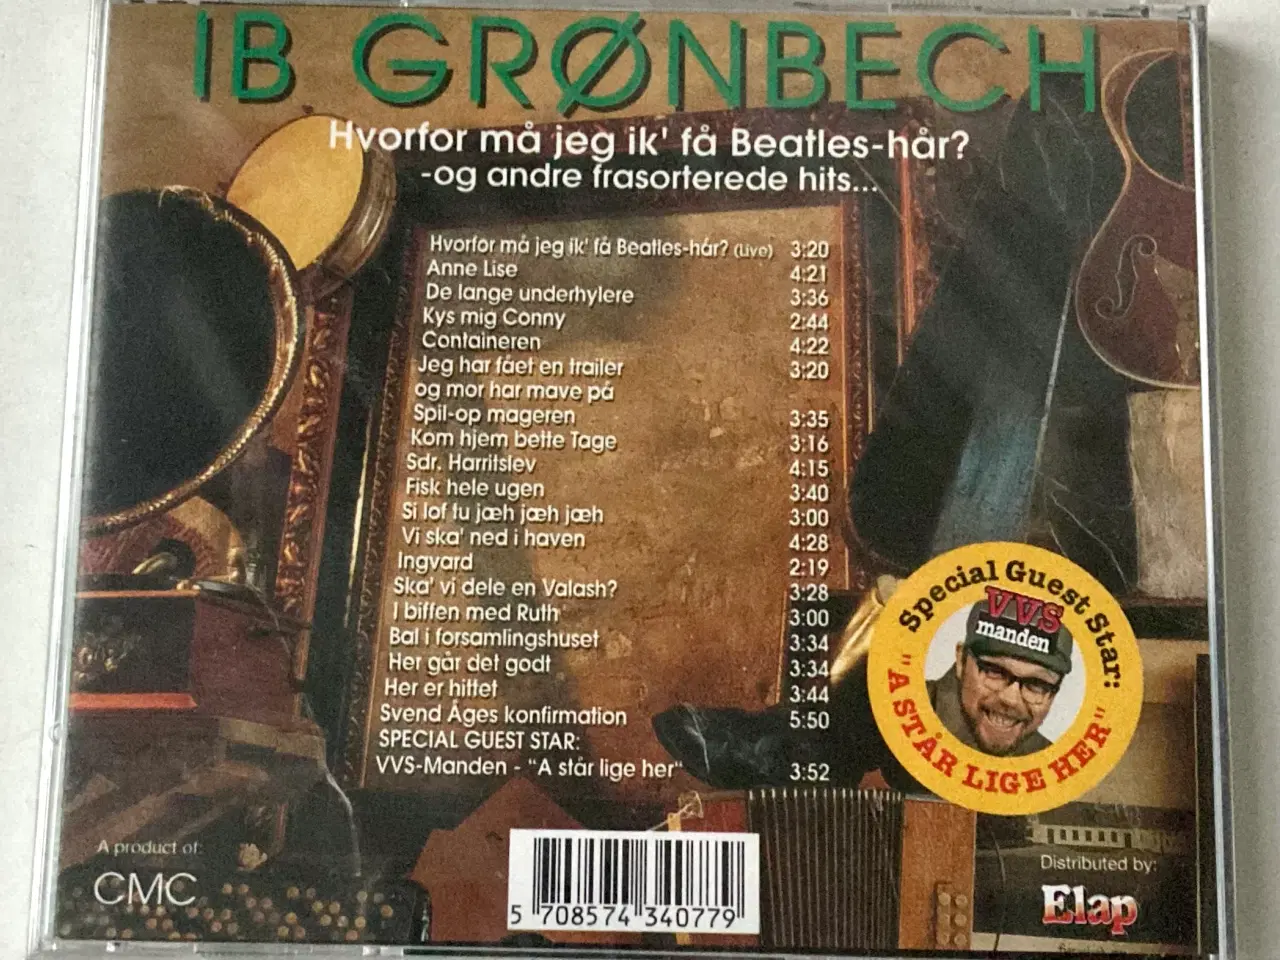 IB GRØNBECH
Hvorfor må jeg ik' få Beatles-hår?
-og andre frasorterede hits...
Hvorfor må jeg ik' få Beatles-hår? (Live) 3:20
Anne Lise 4:21
De lange underhylere 3:36
Kys mig Conny 2:44
Containeren 4:22
Jeg har fået en trailer 3:20
og mor har mave på
Spil-op mageren 3:35
Kom hjem bette Tage 3:16
Sdr. Harritslev 4:15
Fisk hele ugen 3:40
Si lof tu jæh jæh jæh 3:00
Vi ska' ned i haven 4:28
Ingvard 2:19
Ska' vi dele en Valash? 3:28
I biffen med Ruth 3:00
Bal i forsamlingshuset 3:34
Her går det godt 3:34
Her er hittet 3:44
Svend Åges konfirmation 5:50
SPECIAL GUEST STAR:
VVS-Manden - "A står lige her" 3:52
Special Guest Star:
VVS
manden
"A STÅR LIGE HER"
A product of:
CMC
5 708574 340779
Distributed by:
Elap